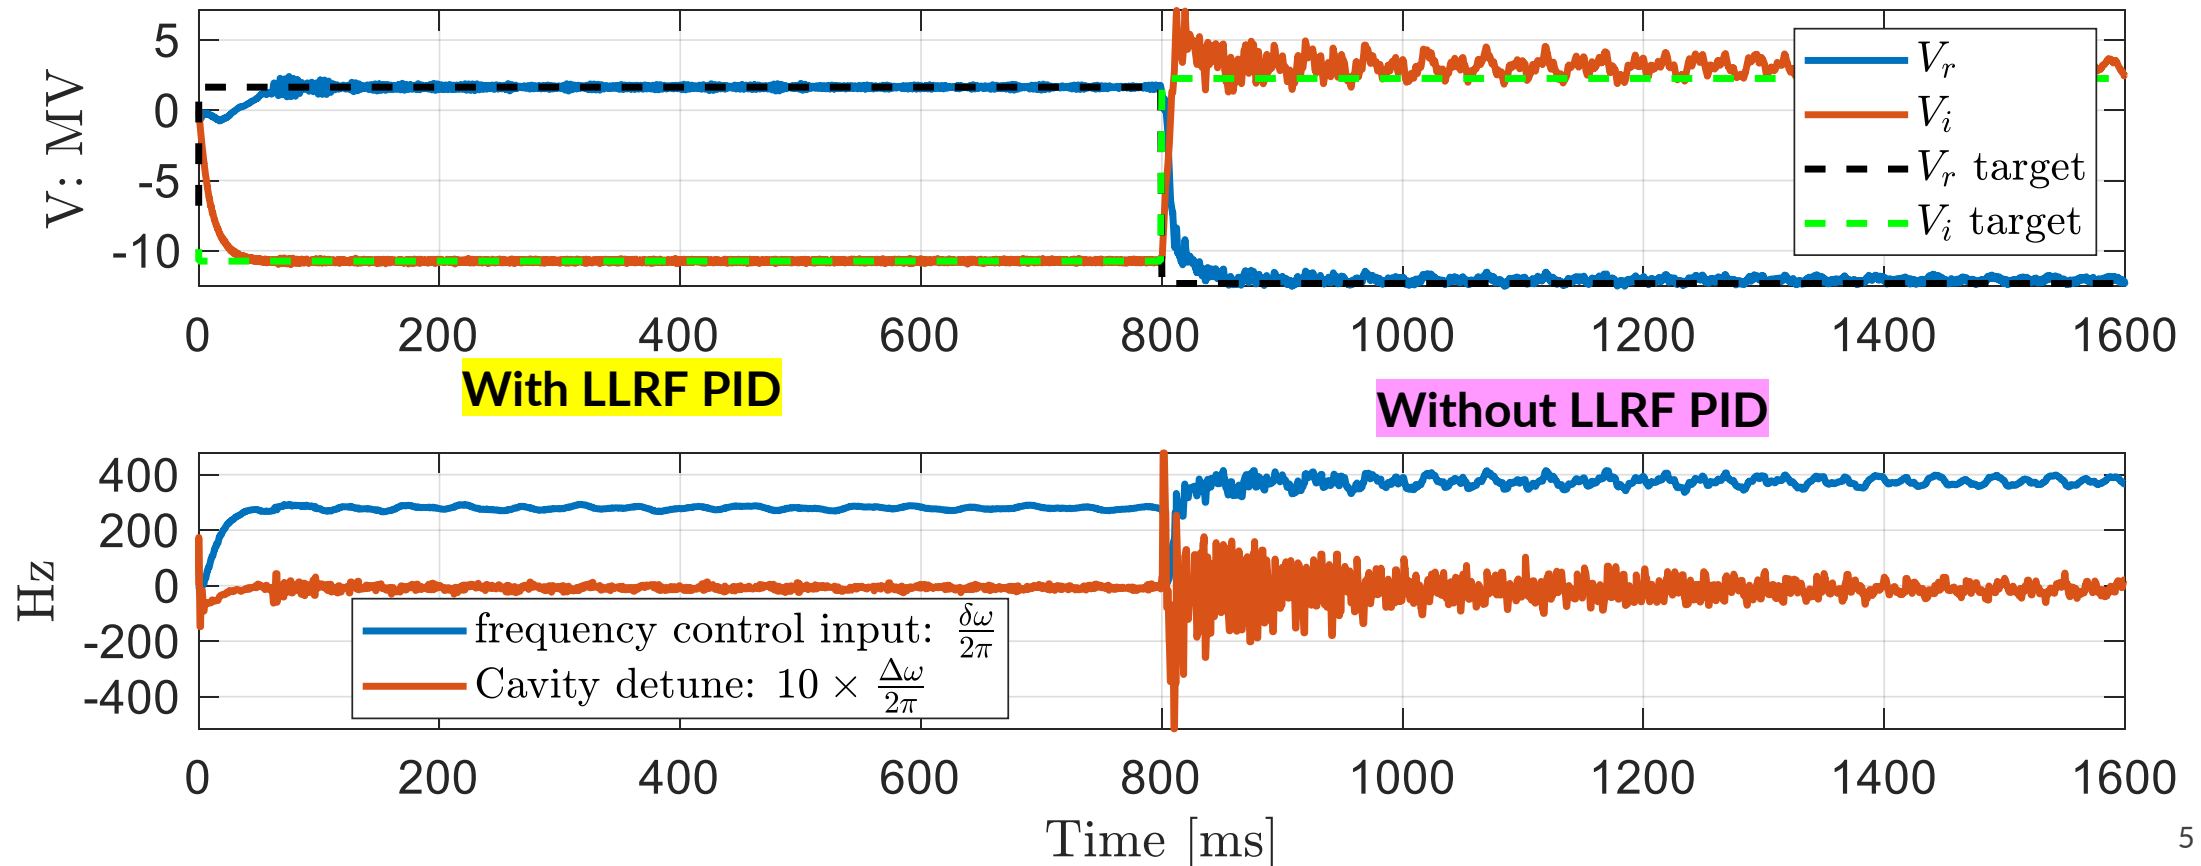 5
0
-5
-10
V: MV
V_r
V_i
V_r target
V_i target
0 200 400 600 800 1000 1200 1400 1600
With LLRF PID
Without LLRF PID
400
200
0
-200
-400
Hz
frequency control input: δω/2π
Cavity detune: 10 × Δω/2π
0 200 400 600 800 1000 1200 1400 1600
Time [ms]
5